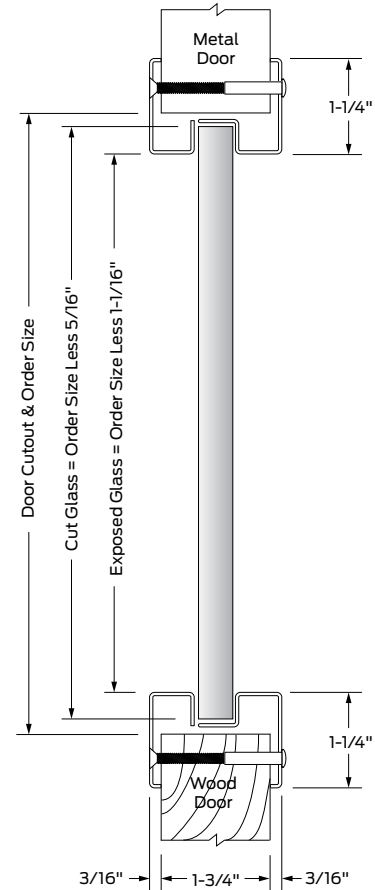 Metal
Door
1-1/4"
Door Cutout & Order Size
Cut Glass = Order Size Less 5/16"
Exposed Glass = Order Size Less 1-1/16"
1-1/4"
Wood
Door
3/16"
1-3/4"
3/16"